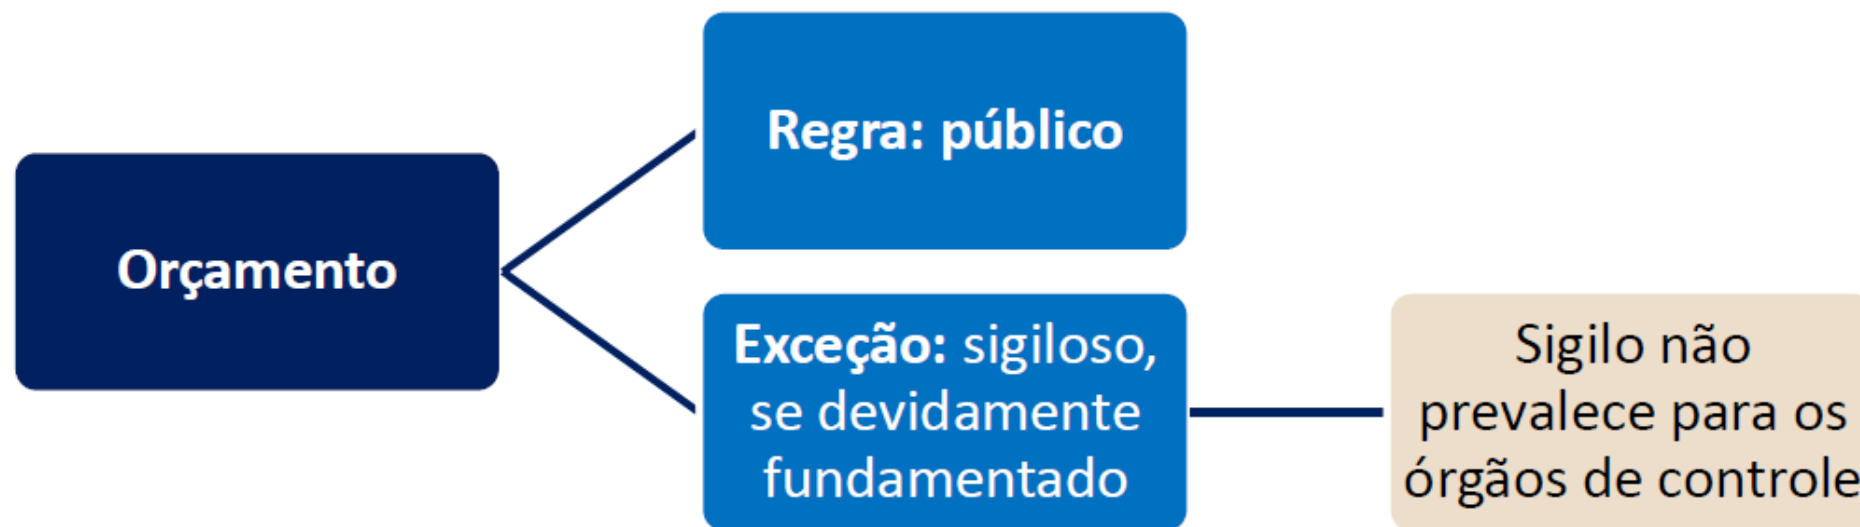 Orçamento
Regra: público
Exceção: sigiloso,
se devidamente
fundamentado
Sigilo não
prevalece para os
órgãos de controle